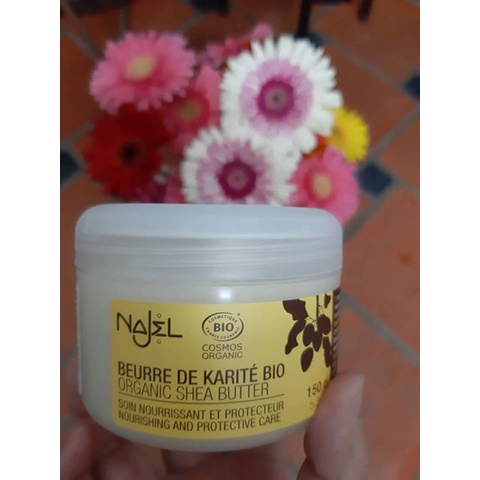 NAJEL
COSMETIQUE
BIO
COSMOS
ORGANIC
BEURRE DE KARITÉ BIO
ORGANIC SHEA BUTTER
150
SOIN NOURRISSANT ET PROTECTEUR
NOURISHING AND PROTECTIVE CARE